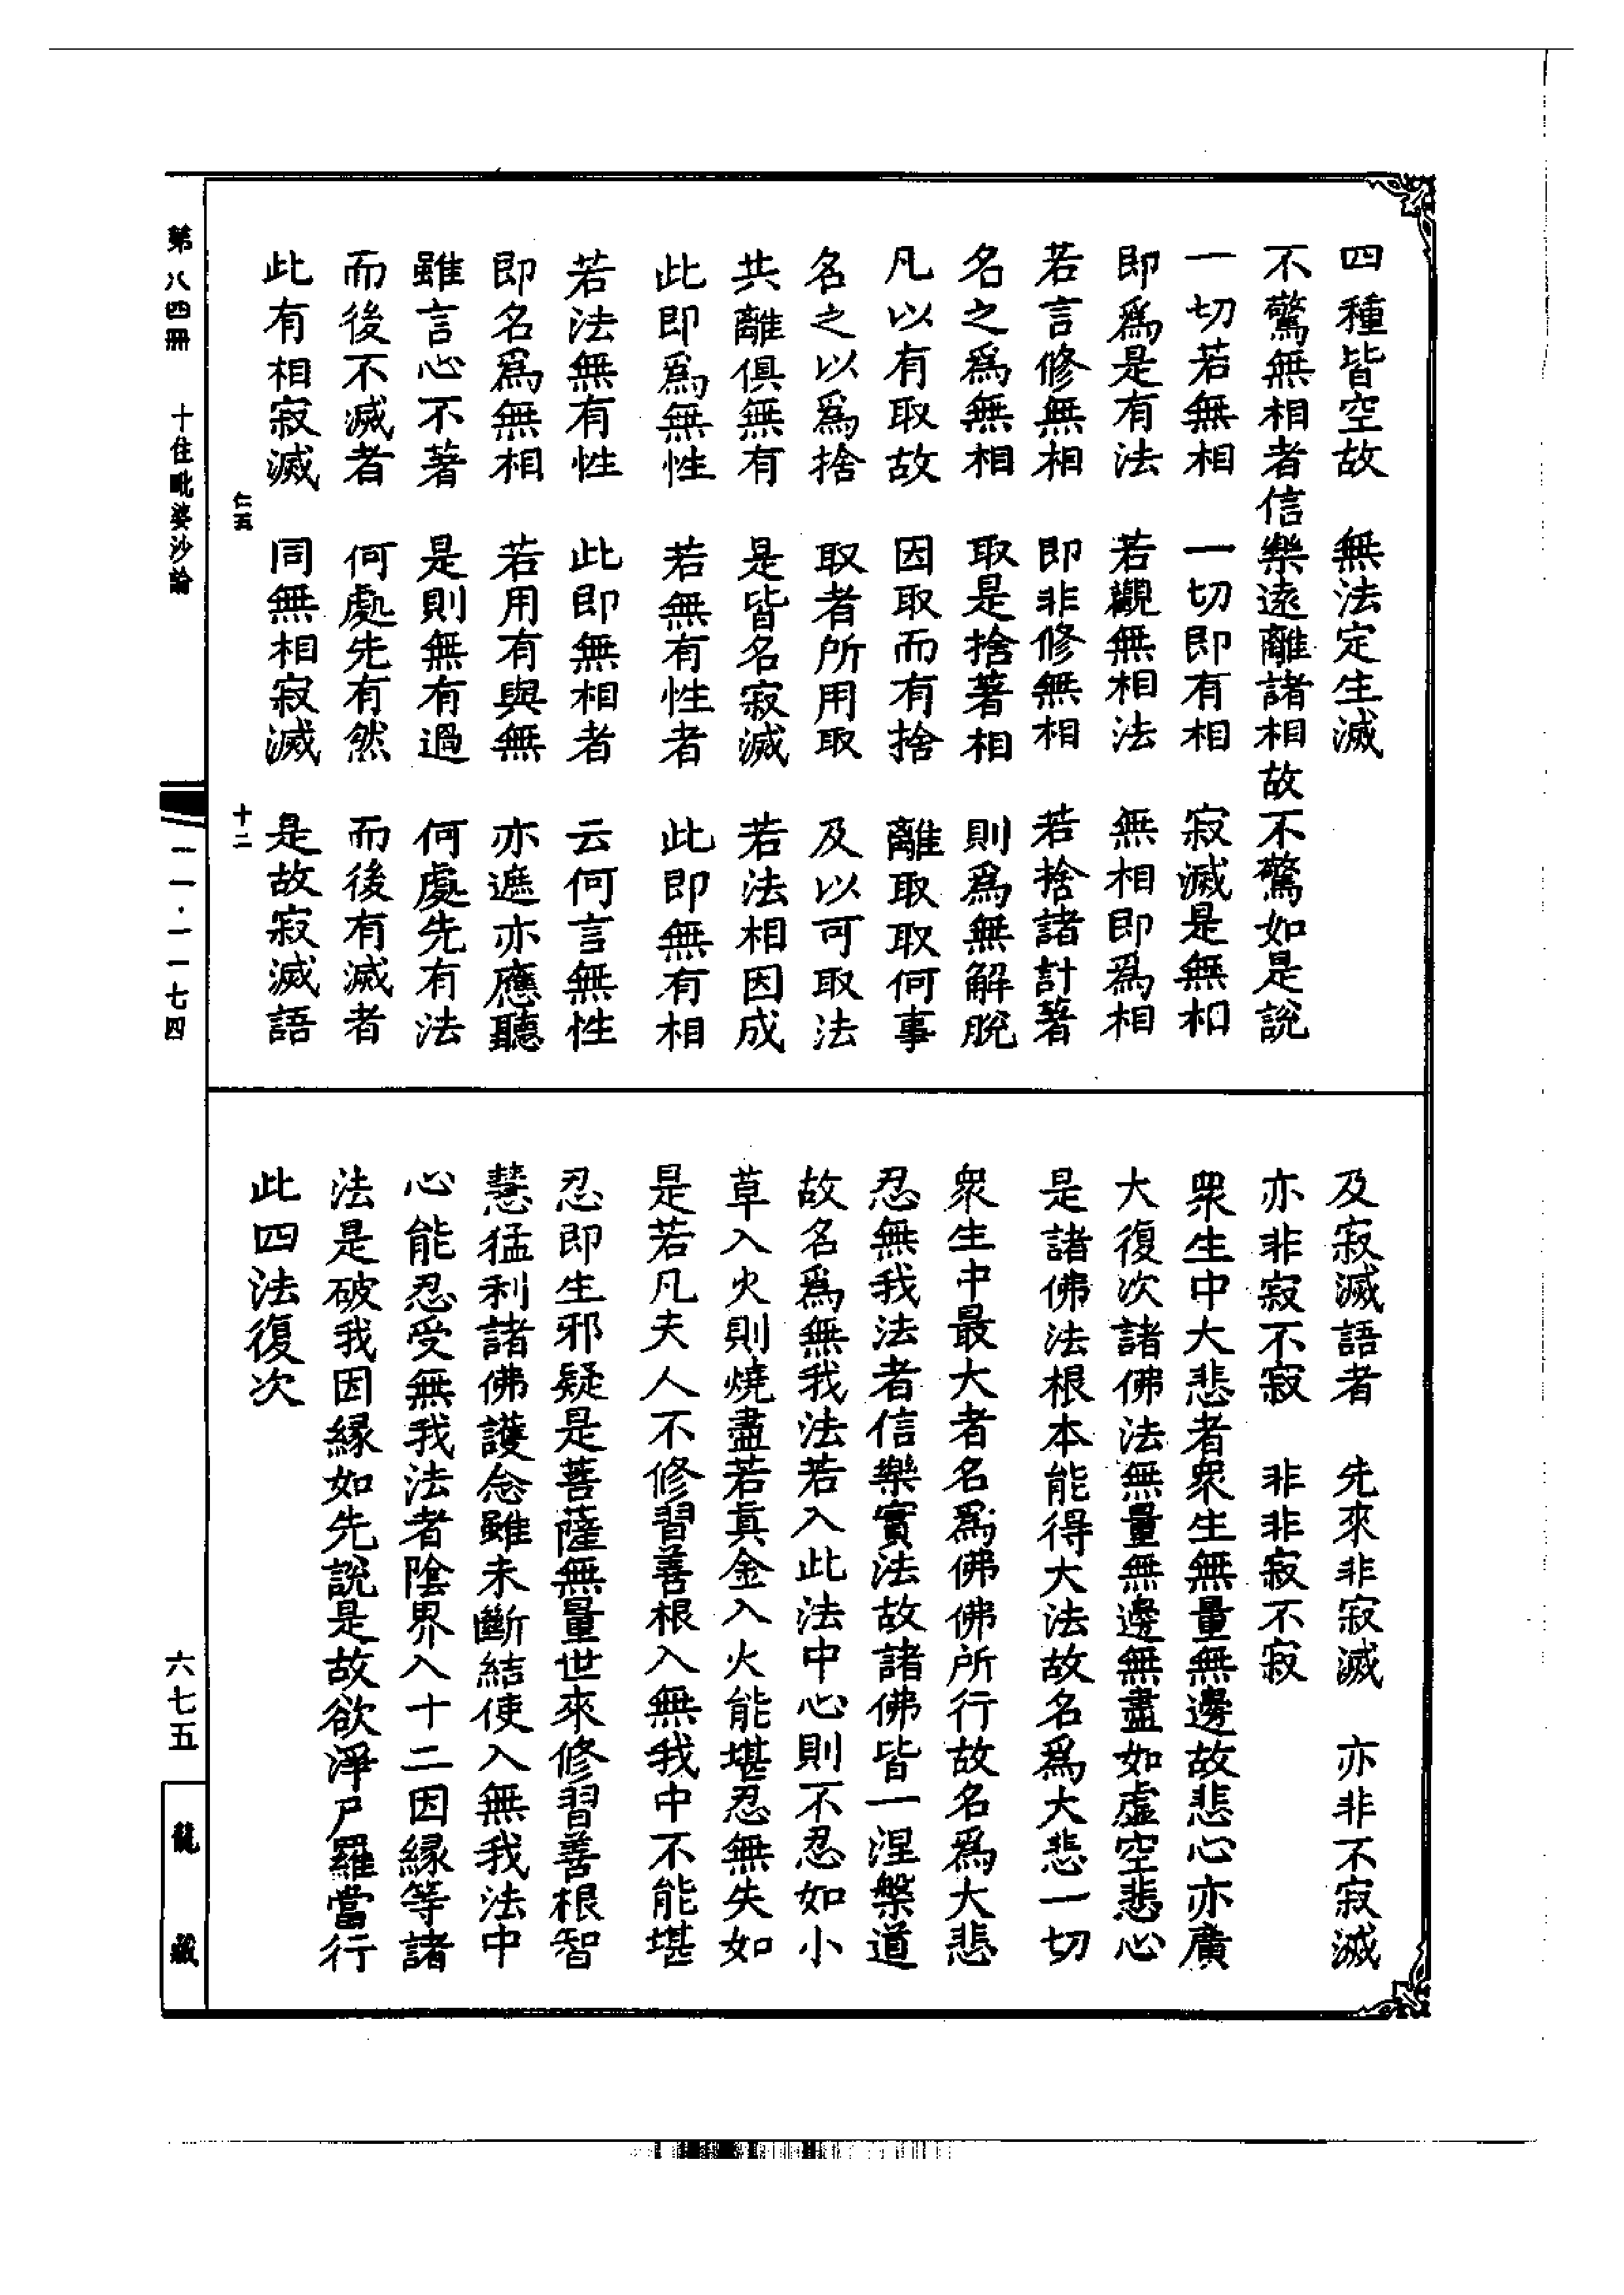 四種皆空故　無法定生滅
不驚無相者信樂遠離諸相故不驚如是說
一切若無相　一切即有相　寂滅是無相
即為是有法　若觀無相法　無相即為相
若言修無相　即非修無相　若捨諸計著
名之為無相　取是捨著相　則為無解脫
凡以有取故　因取而有捨　離取取何事
名之以為捨　取者所用取　及以可取法
共離俱無有　是皆名寂滅　若法相因成
此即為無性　若無有性者　此即無有相
若法無有性　此即無相者　云何言無性
即名為無相　若用有與無　亦遮亦應聽
雖言心不著　是則無有過　何處先有法
而後不滅者　何處先有然　而後有滅者
此有相寂滅　同無相寂滅　是故寂滅語
仁五　十二
及寂滅語者　先來非寂滅　亦非不寂滅
亦非寂不寂　非非寂不寂
衆生中大悲者衆生無量無邊故悲心亦廣
大復次諸佛法無量無邊無盡如虛空悲心
是諸佛法根本能得大法故名為大悲一切
衆生中最大者名為佛佛所行故名為大悲
忍無我法者信樂實法故諸佛皆一涅槃道
故名為無我法若入此法中心則不忍如小
草入火則燒盡若真金入火能堪忍無失如
是若凡夫人不修習善根入無我中不能堪
忍即生邪疑是菩薩無量世來修習善根智
慧猛利諸佛護念雖未斷結使入無我法中
心能忍受無我法者陰界入十二因緣等諸
法是破我因緣如先說是故欲淨尸羅當行
此四法復次
第八四冊　十住毗婆沙論
一一一·一一七四
六七五
龍藏